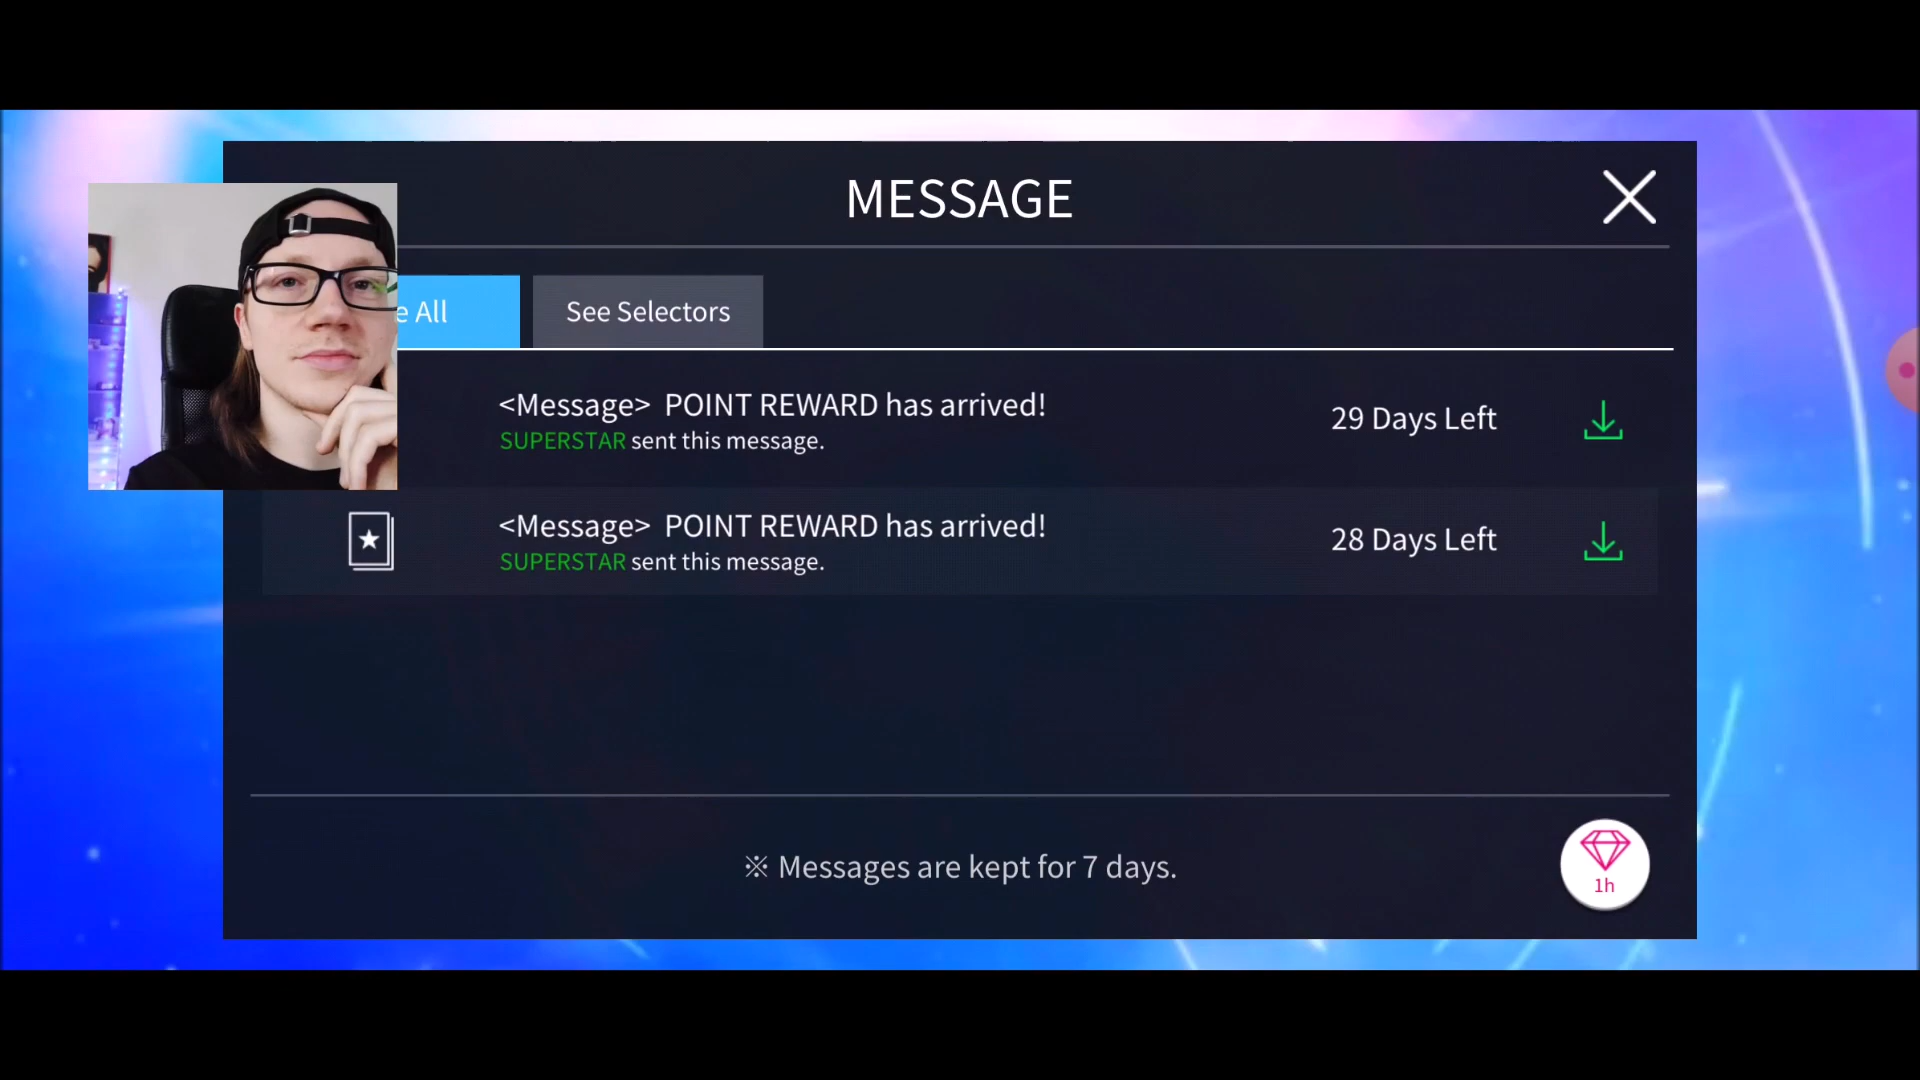 MESSAGE
All
See Selectors
<Message> POINT REWARD has arrived!
SUPERSTAR sent this message.
29 Days Left
<Message> POINT REWARD has arrived!
SUPERSTAR sent this message.
28 Days Left
※ Messages are kept for 7 days.
1h